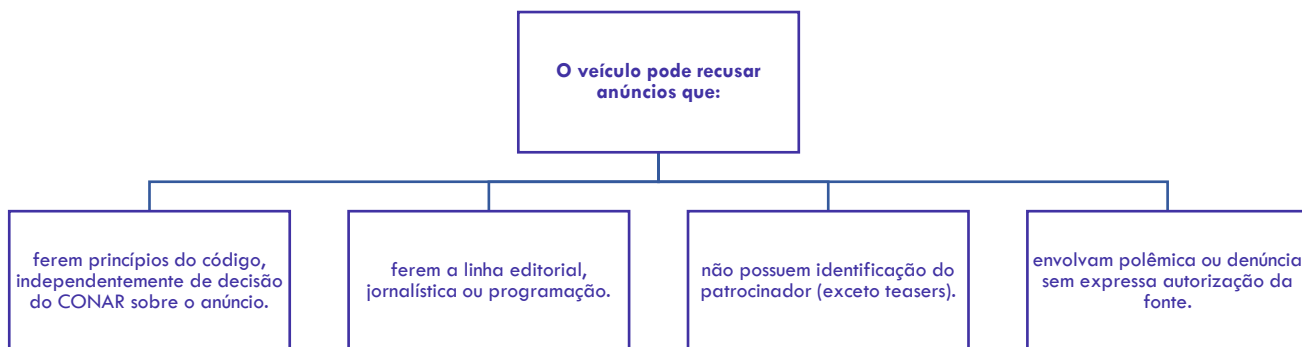 O veículo pode recusar
anúncios que:
ferem princípios do código,
independentemente de decisão
do CONAR sobre o anúncio.
ferem a linha editorial,
jornalística ou programação.
não possuem identificação do
patrocinador (exceto teasers).
envolvam polêmica ou denúncia
sem expressa autorização da
fonte.